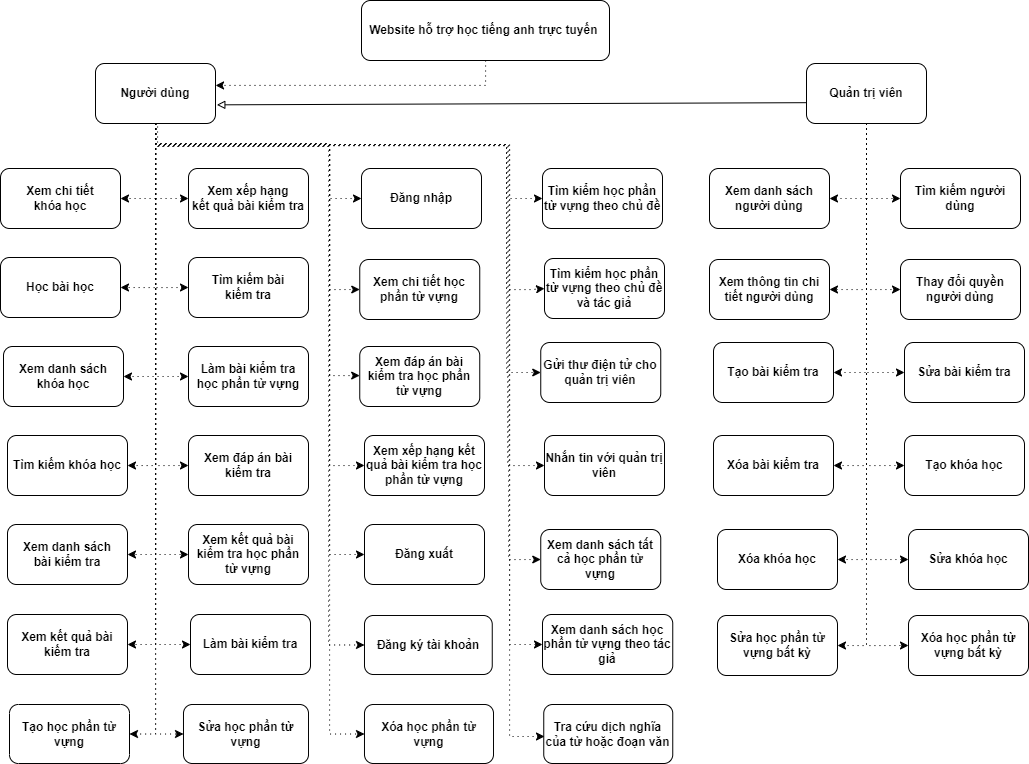 Website hỗ trợ học tiếng anh trực tuyến
Người dùng
Quản trị viên
Xem chi tiết
khóa học
Xem xếp hạng
kết quả bài kiểm tra
Đăng nhập
Tìm kiếm học phần
từ vựng theo chủ đề
Xem danh sách
người dùng
Tìm kiếm người
dùng
Học bài học
Tìm kiếm bài
kiểm tra
Xem chi tiết học
phần từ vựng
Tìm kiếm học phần
từ vựng theo chủ đề
và tác giả
Xem thông tin chi
tiết người dùng
Thay đổi quyền
người dùng
Xem danh sách
khóa học
Làm bài kiểm tra
học phần từ vựng
Xem đáp án bài
kiểm tra học phần
từ vựng
Gửi thư điện tử cho
quản trị viên
Tạo bài kiểm tra
Sửa bài kiểm tra
Tìm kiếm khóa học
Xem đáp án bài
kiểm tra
Xem xếp hạng kết
quả bài kiểm tra học
phần từ vựng
Nhắn tin với quản trị
viên
Xóa bài kiểm tra
Tạo khóa học
Xem danh sách
bài kiểm tra
Xem kết quả bài
kiểm tra học phần
từ vựng
Đăng xuất
Xem danh sách tất
cả học phần từ
vựng
Xóa khóa học
Sửa khóa học
Xem kết quả bài
kiểm tra
Làm bài kiểm tra
Đăng ký tài khoản
Xem danh sách học
phần từ vựng theo tác
giả
Sửa học phần từ
vựng bất kỳ
Xóa học phần từ
vựng bất kỳ
Tạo học phần từ
vựng
Sửa học phần từ
vựng
Xóa học phần từ
vựng
Tra cứu dịch nghĩa
của từ hoặc đoạn văn